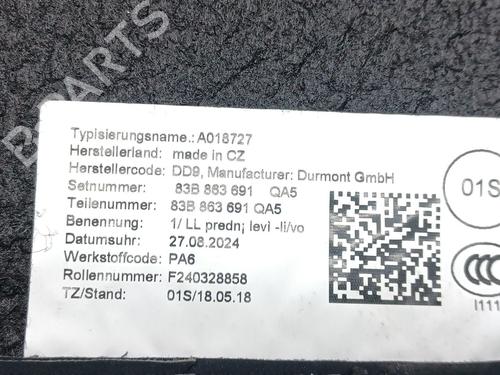 B PARTS
Typisierungsname.: A018727
Herstellerland: made in CZ
Herstellercode: DD9, Manufacturer: Durmont GmbH
Setnummer: 83B 863 691 QA5
Teilenummer: 83B 863 691 QA5
Benennung: 1/ LL predn; levi -li/vo
Datumsuhr: 27.08.2024
Werkstoffcode: PA6
Rollennummer: F240328858
TZ/Stand: 01S/18.05.18
01S
CCC